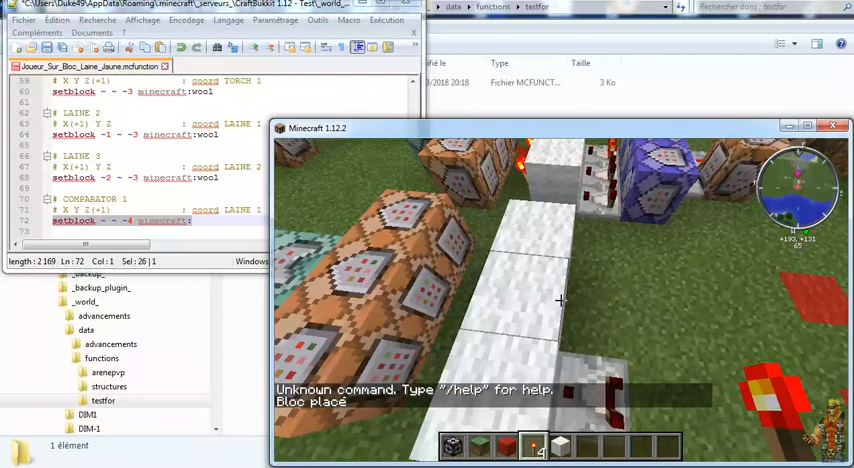 *C:\Users\Duke49\AppData\Roaming\minecraft\_serveurs_\CraftBukkit 1.12 - Test\_world_...
Fichier Édition Recherche Affichage Encodage Langage Paramétrage Outils Macro Exécution
Compléments Documents ?
X
Joueur_Sur_Bloc_Laine_Jaune.mcfunction
59 # X Y Z(+1) : coord TORCH 1
60 setblock ~ ~ ~3 minecraft:wool
61
62 # LAINE 2
63 # X(+1) Y Z : coord LAINE 1
64 setblock ~1 ~ ~3 minecraft:wool
65
66 # LAINE 3
67 # X(+1) Y Z : coord LAINE 2
68 setblock ~2 ~ ~3 minecraft:wool
69
70 # COMPARATOR 1
71 # X Y Z(+1) : coord LAINE 1
72 setblock ~ ~ ~4 minecraft:
73
length : 2 169 Ln : 72 Col : 1 Sel : 26 | 1 Windows
data functions testfor
Rechercher dans : testfor
fié le Type Taille
/2018 20:18 Fichier MCFUNCT... 3 Ko
Minecraft 1.12.2
+193, +131
65
Unknown command. Type "/help" for help.
Bloc placé
4
_backup_
_backup_plugin_
_world_
advancements
data
advancements
functions
arenepvp
structures
testfor
DIM1
DIM-1
1 élément